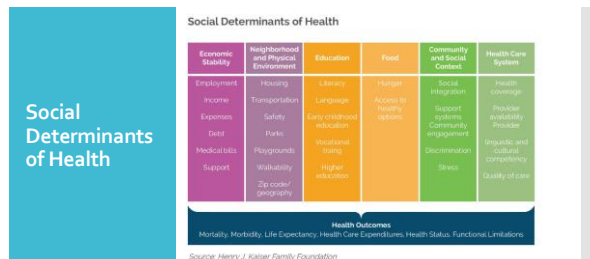 Social
Determinants
of Health
Social Determinants of Health
Economic
Stability
Employment
Income
Expenses
Debt
Medical bills
Support
Neighborhood
and Physical
Environment
Housing
Transportation
Safety
Parks
Playgrounds
Walkability
Zip code/
geography
Education
Literacy
Language
Early childhood
education
Vocational
traing
Higher
education
Food
Hunger
Access to
healthy
options
Community
and Social
Context
Social
integration
Support
systems
Community
engagement
Discrimination
Stress
Health Care
System
Health
coverage
Provider
availability
Provider
linguistic and
cultural
competency
Quality of care
Health Outcomes
Mortality, Morbidity, Life Expectancy, Health Care Expenditures, Health Status, Functional Limitations
Source: Henry J. Kaiser Family Foundation